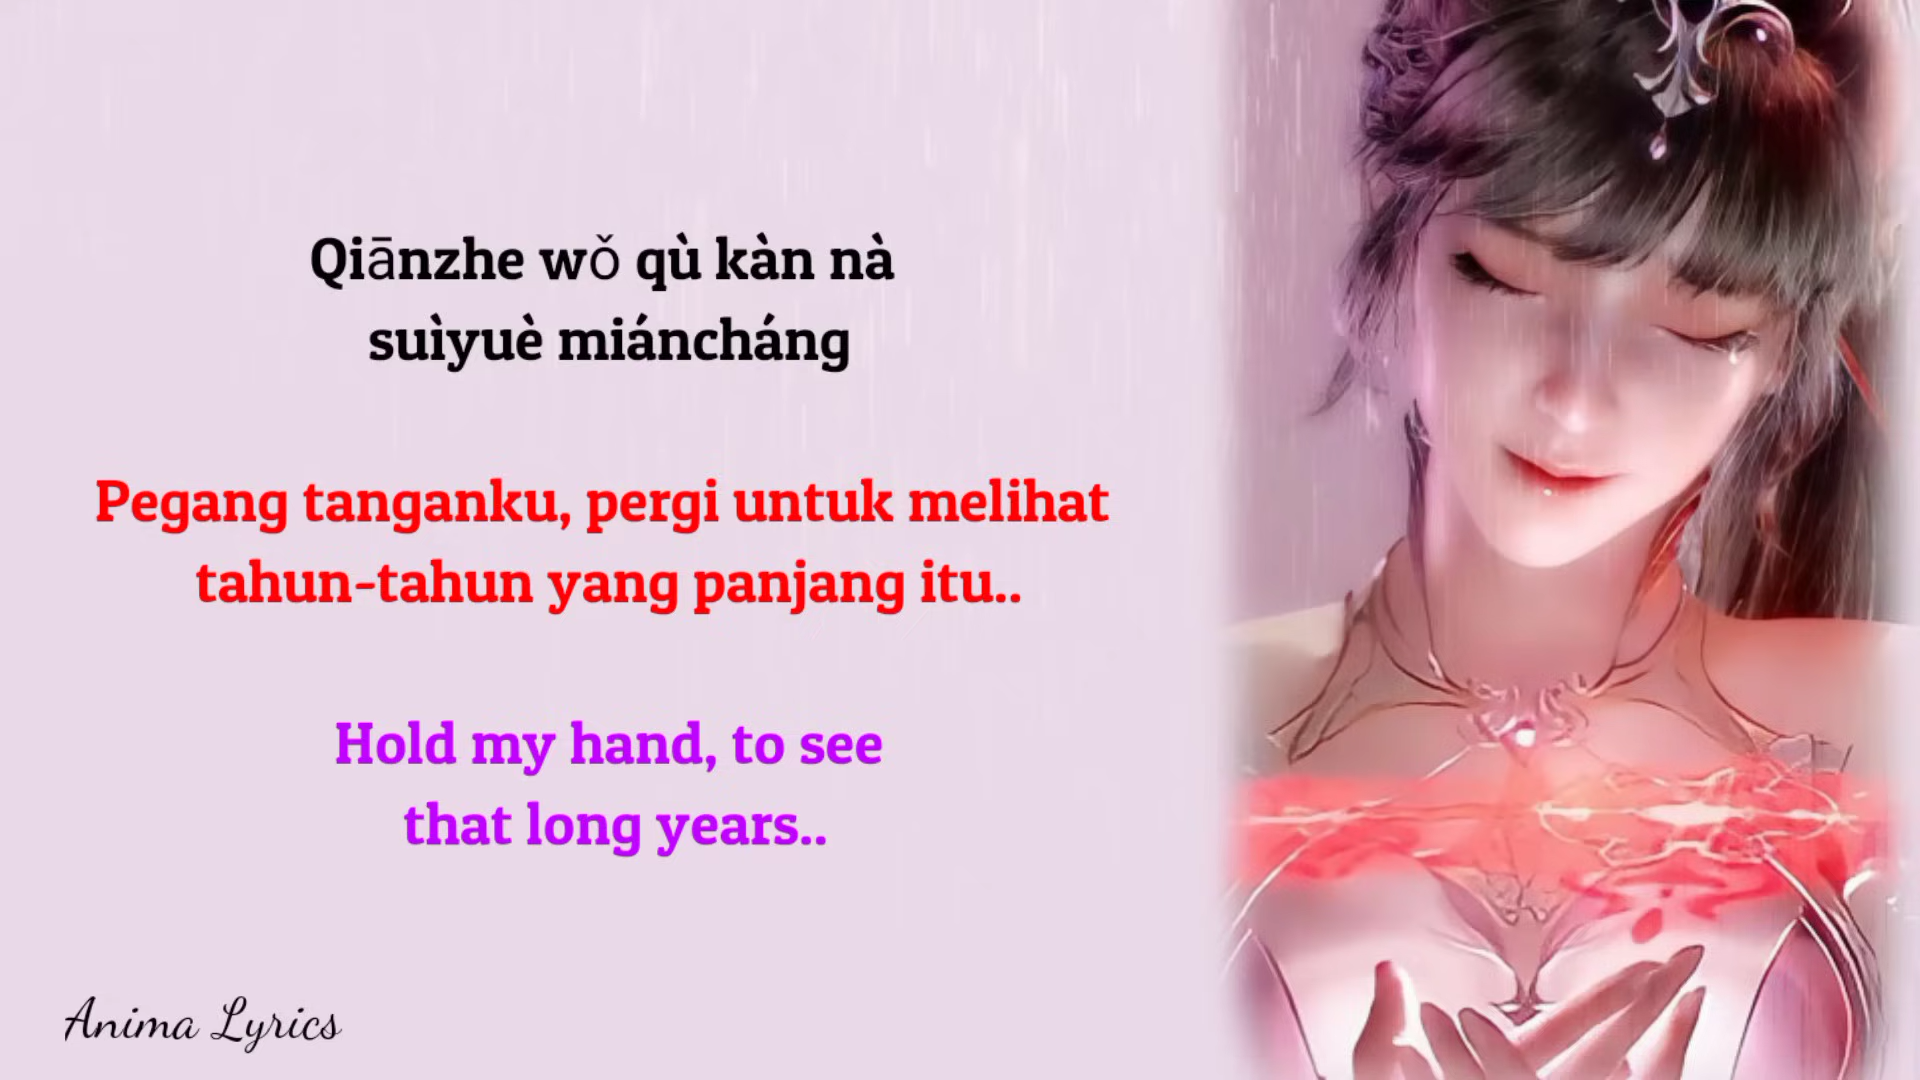 Qiānzhe wǒ qù kàn nà
suìyuè miáncháng
Pegang tanganku, pergi untuk melihat
tahun-tahun yang panjang itu..
Hold my hand, to see
that long years..
Anima Lyrics